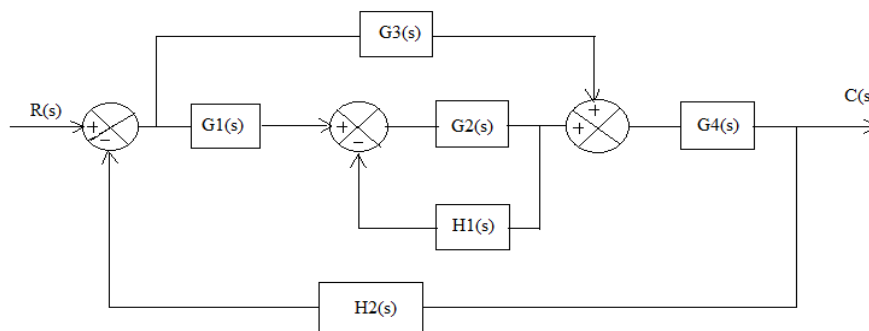 G3(s)
R(s)
C(s
G1(s)
G2(s)
G4(s)
+
+
+
+
−
−
H1(s)
H2(s)